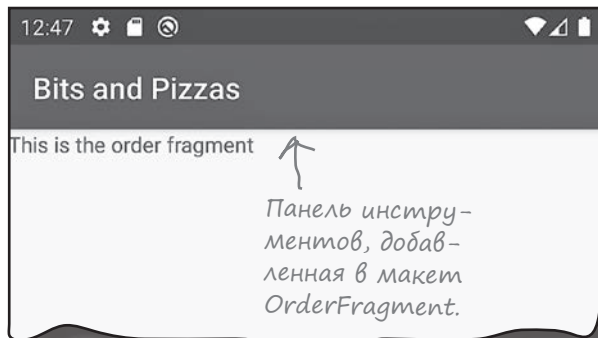 12:47
Bits and Pizzas
This is the order fragment
Панель инстру-
ментов, добав-
ленная в макет
OrderFragment.